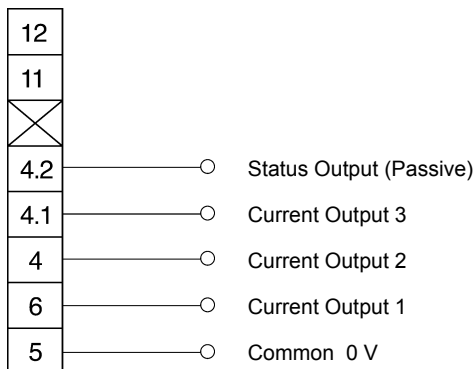 12
11
4.2 Status Output (Passive)
4.1 Current Output 3
4 Current Output 2
6 Current Output 1
5 Common 0 V